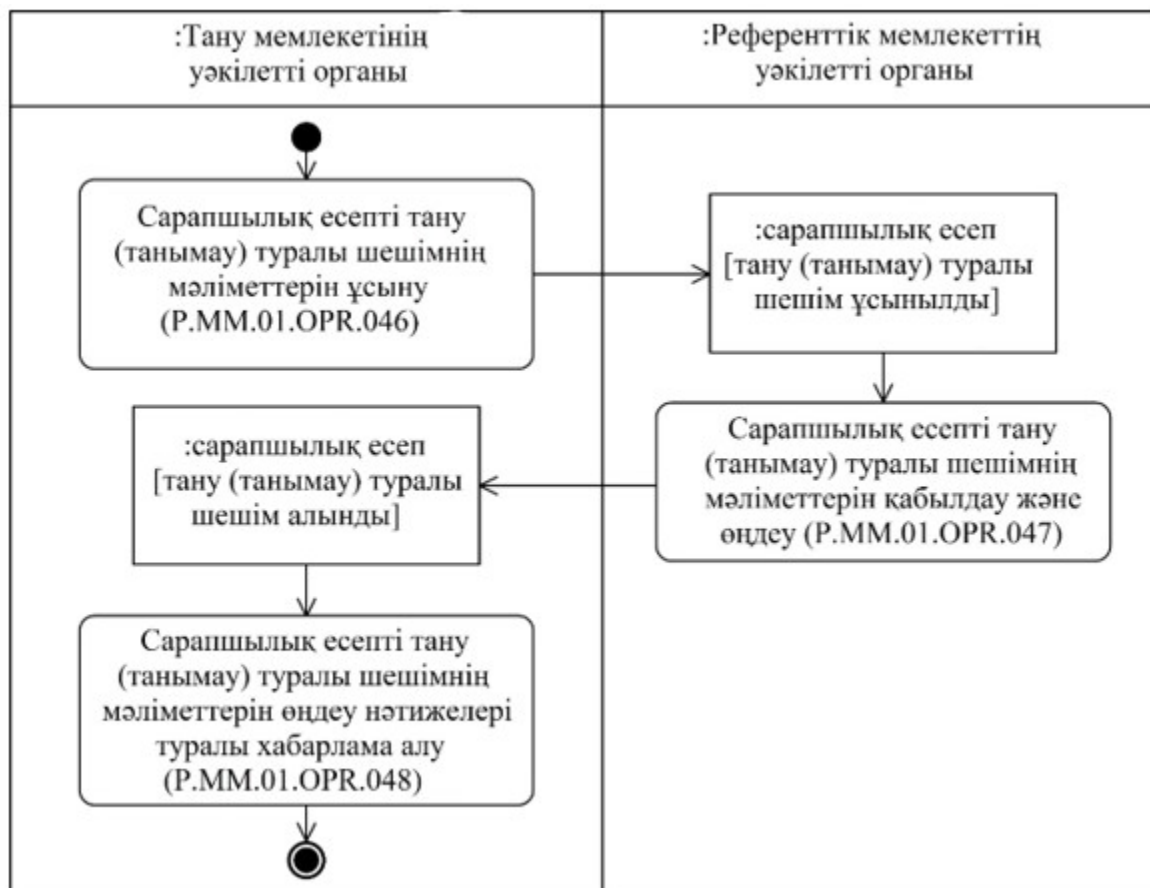 :Тану мемлекетінің
уәкілетті органы
:Референттік мемлекеттің
уәкілетті органы
Сарапшылық есепті тану
(танымау) туралы шешімнің
мәліметтерін ұсыну
(P.MM.01.OPR.046)
:сарапшылық есеп
[тану (танымау) туралы
шешім ұсынылды]
Сарапшылық есепті тану
(танымау) туралы шешімнің
мәліметтерін қабылдау және
өңдеу (P.MM.01.OPR.047)
:сарапшылық есеп
[тану (танымау) туралы
шешім алынды]
Сарапшылық есепті тану
(танымау) туралы шешімнің
мәліметтерін өңдеу нәтижелері
туралы хабарлама алу
(P.MM.01.OPR.048)